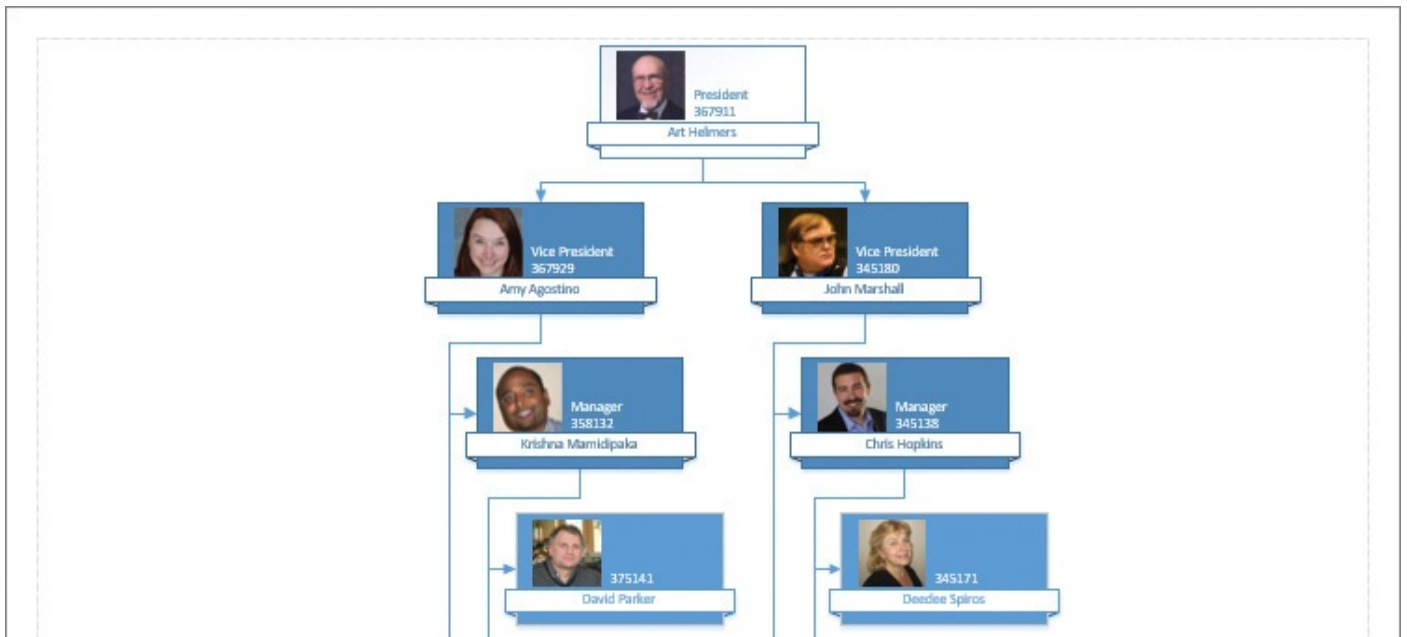 President
367911
Art Helmers
Vice President
367929
Amy Agostino
Vice President
345180
John Marshall
Manager
358132
Krishna Mamidipaka
Manager
345138
Chris Hopkins
375141
David Parker
345171
Deedee Spiros